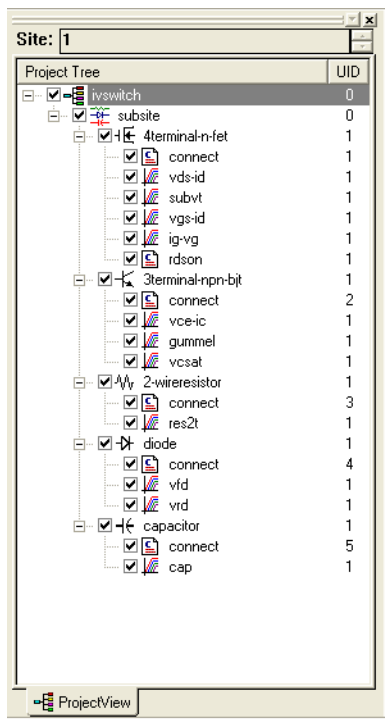 Site: 1
Project Tree UID
ivswitch 0
subsite 0
4terminal-n-fet 1
connect 1
vds-id 1
subvt 1
vgs-id 1
ig-vg 1
rdson 1
3terminal-npn-bjt 1
connect 2
vce-ic 1
gummel 1
vcsat 1
2-wireresistor 1
connect 3
res2t 1
diode 1
connect 4
vfd 1
vrd 1
capacitor 1
connect 5
cap 1
ProjectView